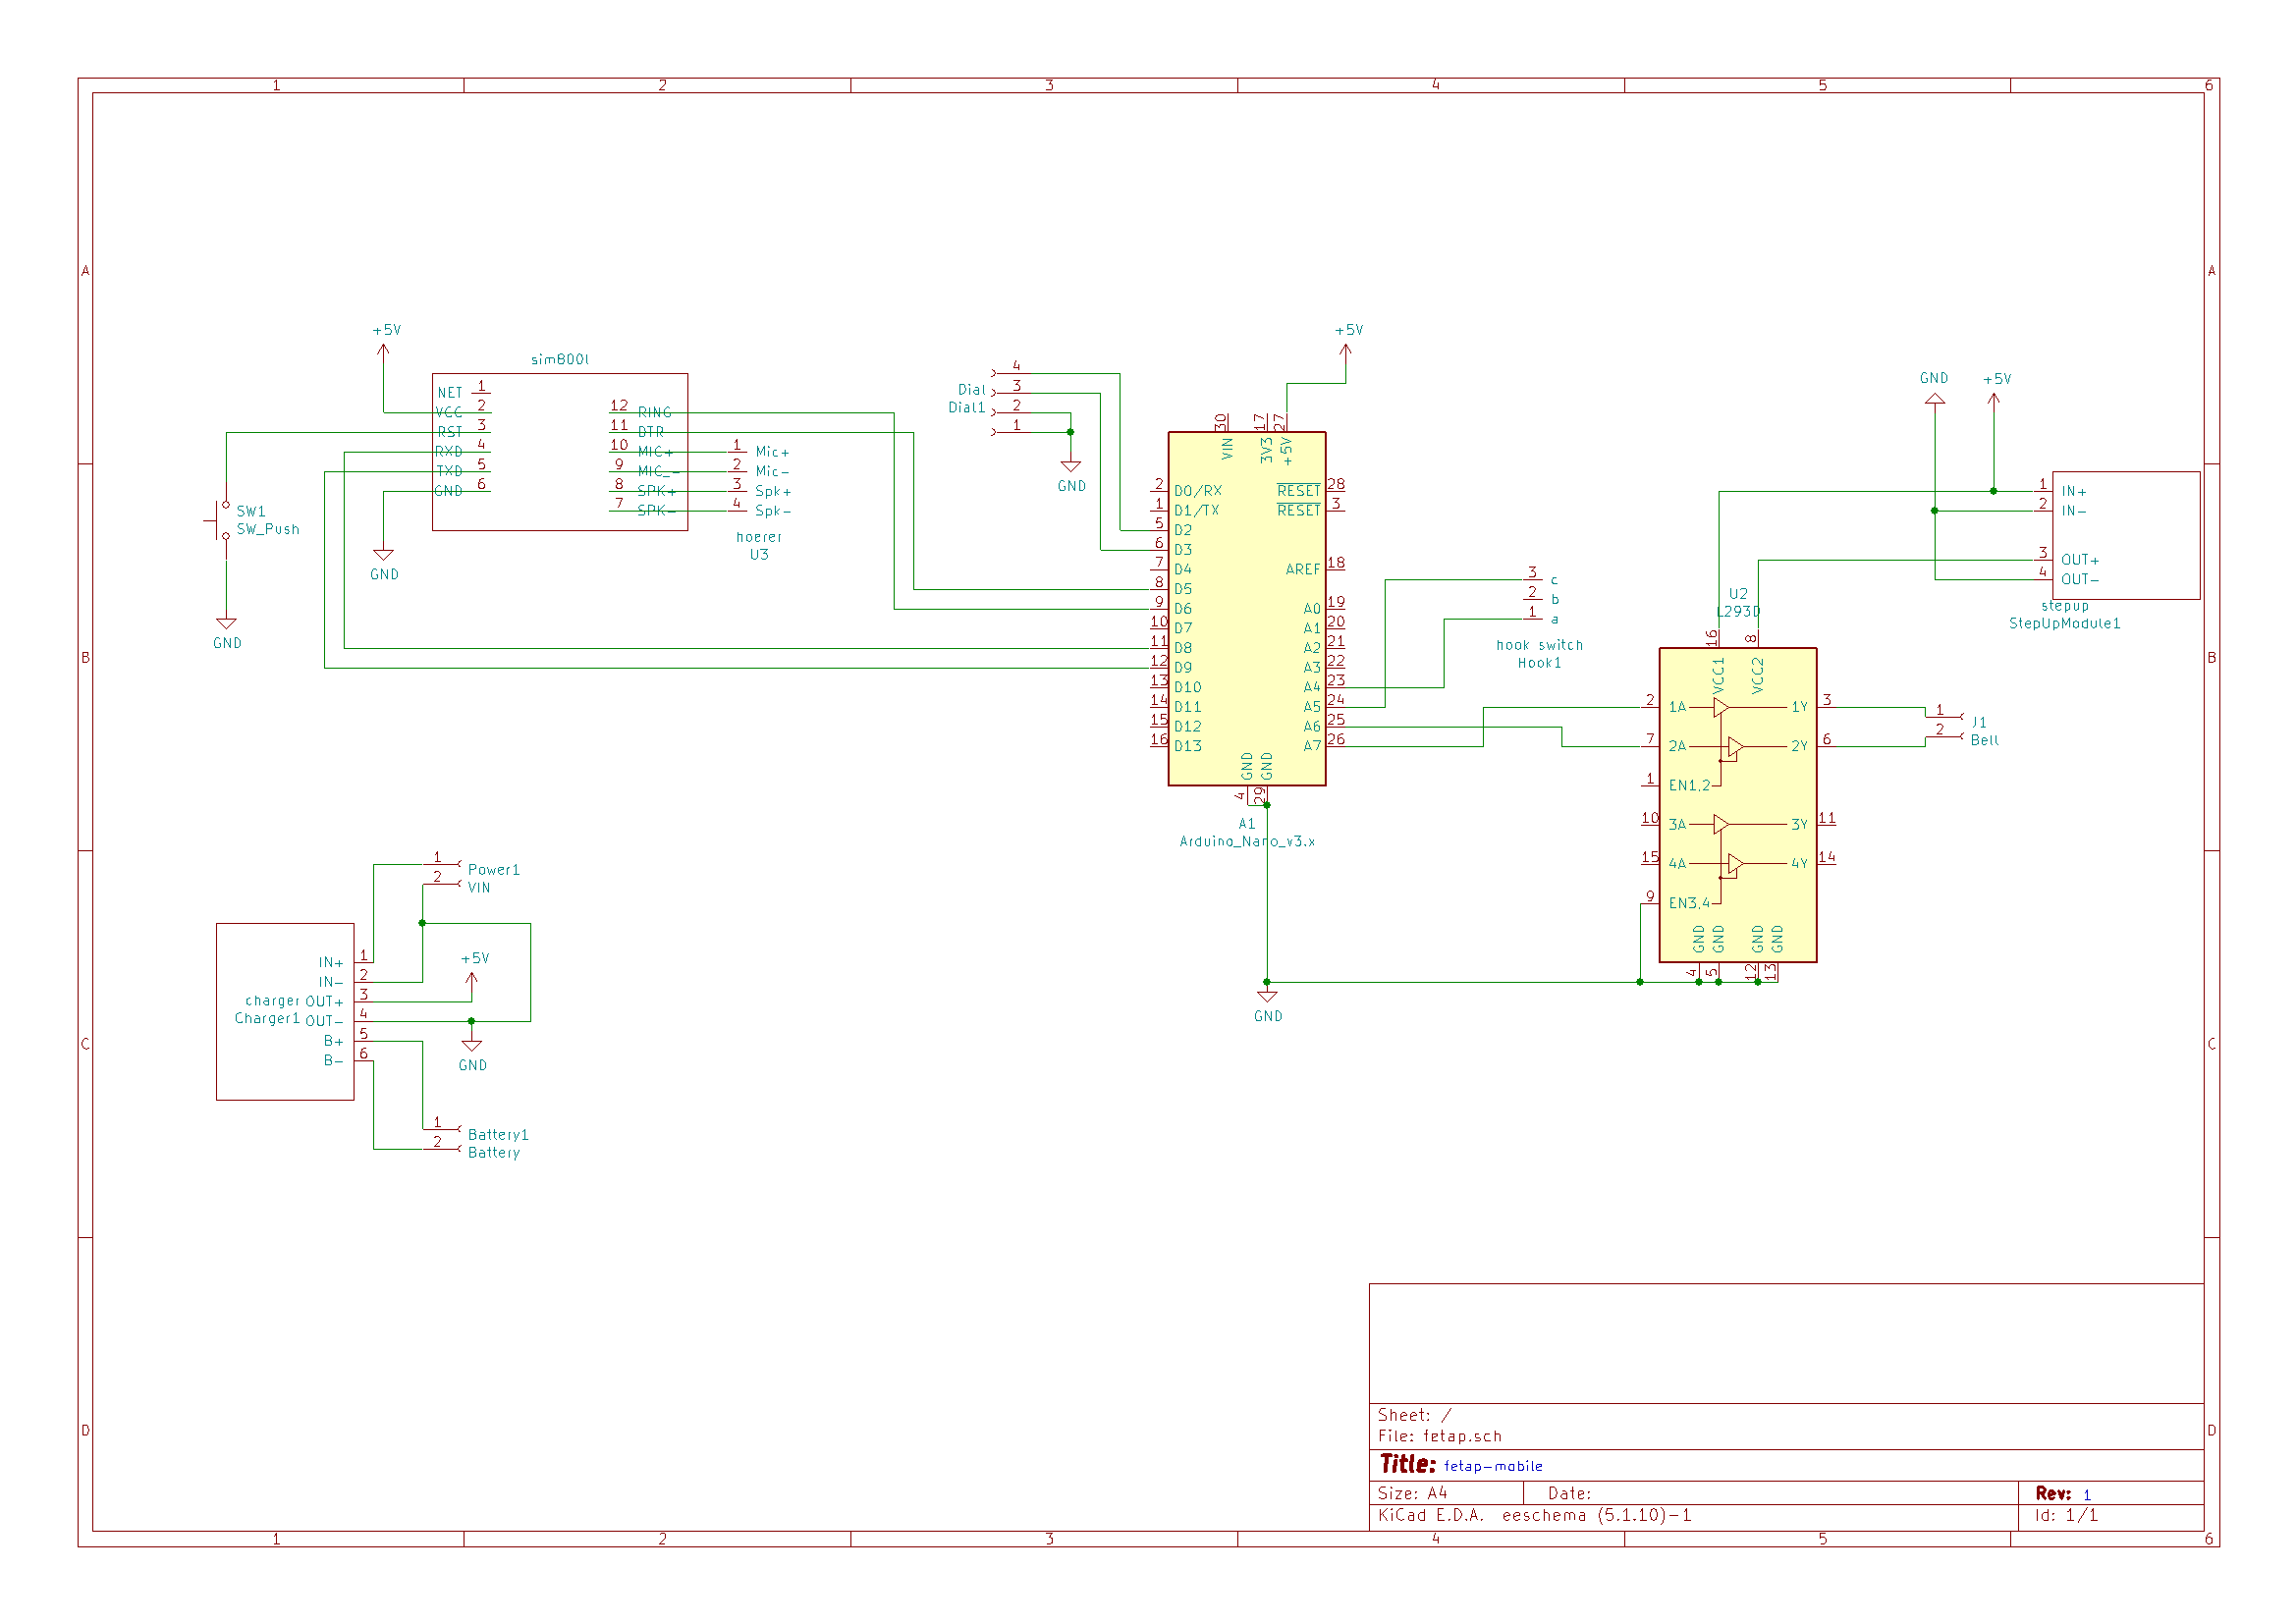 1 2 3 4 5 6
A A
B B
C C
D D
1 2 3 4 5 6
+5V
sim800l
NET 1
VCC 2
RST 3
RXD 4
TXD 5
GND 6
12 RING
11 DTR
10 MIC+
9 MIC_-
8 SPK+
7 SPK-
1 Mic+
2 Mic-
3 Spk+
4 Spk-
hoerer
U3
GND
SW1
SW_Push
GND
Dial
Dial1
4
3
2
1
GND
+5V
30 17 27
VIN 3V3 +5V
2 D0/RX
1 D1/TX
5 D2
6 D3
7 D4
8 D5
9 D6
10 D7
11 D8
12 D9
13 D10
14 D11
15 D12
16 D13
RESET 28
RESET 3
AREF 18
A0 19
A1 20
A2 21
A3 22
A4 23
A5 24
A6 25
A7 26
GND GND
4 29
A1
Arduino_Nano_v3.x
GND
3 c
2 b
1 a
hook switch
Hook1
GND
+5V
1 IN+
2 IN-
3 OUT+
4 OUT-
stepup
StepUpModule1
U2
L293D
16 8
VCC1 VCC2
2 1A 1Y 3
7 2A 2Y 6
1 EN1,2
10 3A 3Y 11
15 4A 4Y 14
9 EN3,4
GND GND GND GND
4 5 12 13
1
2
J1
Bell
1
2
Power1
VIN
IN+ 1
IN- 2
OUT+ 3
OUT- 4
B+ 5
B- 6
charger
Charger1
+5V
GND
1
2
Battery1
Battery
Sheet: /
File: fetap.sch
Title: fetap-mobile
Size: A4 Date: Rev: 1
KiCad E.D.A. eeschema (5.1.10)-1 Id: 1/1